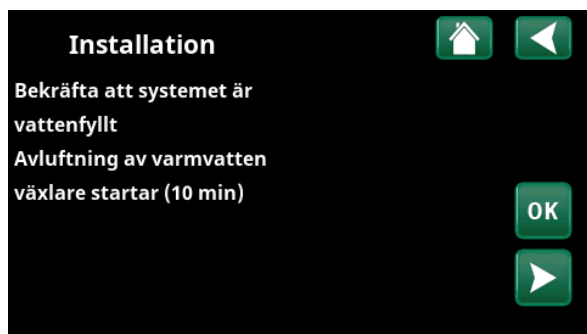 Installation
Bekräfta att systemet är
vattenfyllt
Avluftning av varmvatten
växlare startar (10 min)
OK